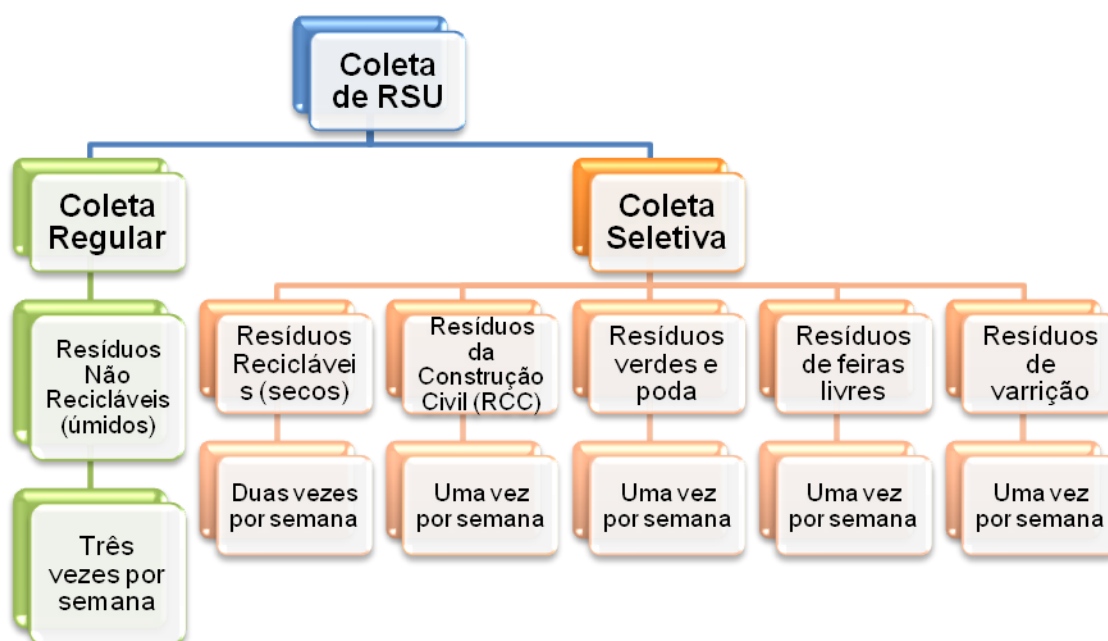 Coleta
de RSU
Coleta
Regular
Coleta
Seletiva
Resíduos
Não
Recicláveis
(úmidos)
Resíduos
Reciclávei
s (secos)
Resíduos
da
Construção
Civil (RCC)
Resíduos
verdes e
poda
Resíduos
de feiras
livres
Resíduos
de
varrição
Três
vezes por
semana
Duas vezes
por semana
Uma vez
por semana
Uma vez
por semana
Uma vez
por semana
Uma vez
por semana